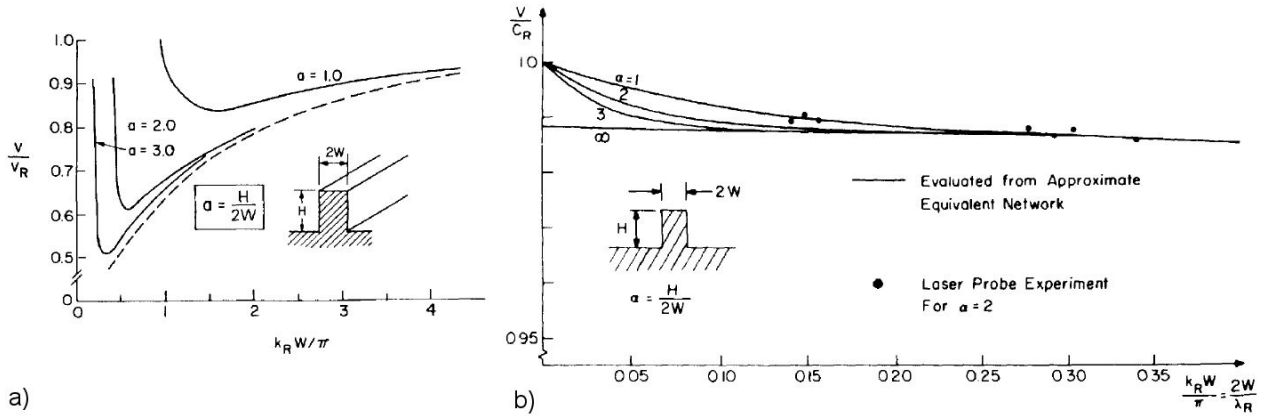 V
V_R
1.0
0.9
0.8
0.7
0.6
0.5
0
a = 1.0
a = 2.0
a = 3.0
2W
H
a = H
2W
0
1
2
3
4
k_R W/π
a)
V
C_R
1.0
α=1
2
3
∞
2W
H
α = H
2W
Evaluated from Approximate
Equivalent Network
Laser Probe Experiment
For α = 2
0.95
0.05
0.10
0.15
0.20
0.25
0.30
0.35
k_R W = 2W
π λ_R
b)